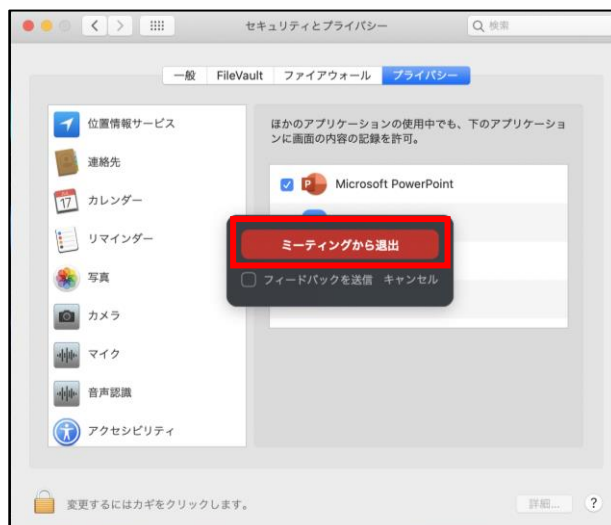 セキュリティとプライバシー
検索
一般 FileVault ファイアウォール プライバシー
位置情報サービス
連絡先
カレンダー
リマインダー
写真
カメラ
マイク
音声認識
アクセシビリティ
ほかのアプリケーションの使用中でも、下のアプリケーショ
ンに画面の内容の記録を許可。
Microsoft PowerPoint
ミーティングから退出
フィードバックを送信 キャンセル
変更するにはカギをクリックします。
詳細...
?
17